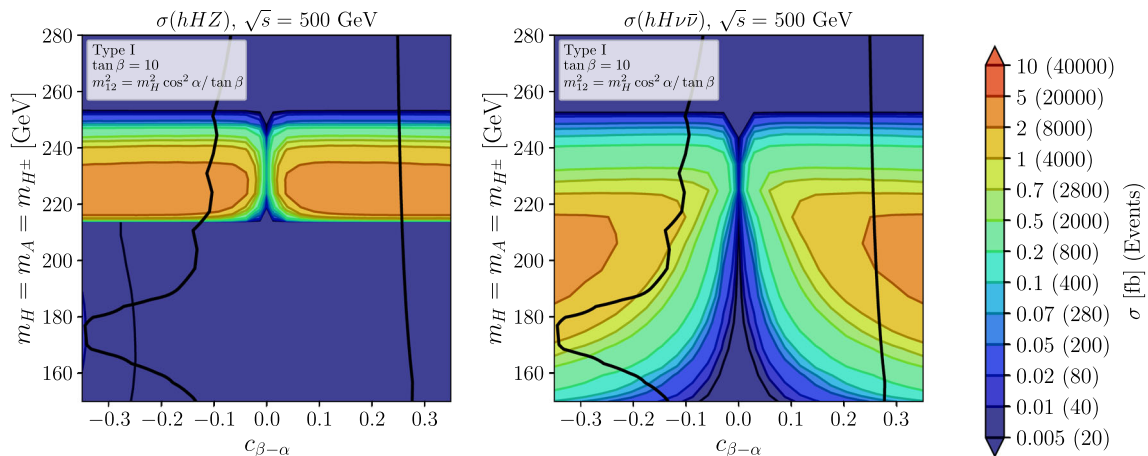 σ(hHZ), √s = 500 GeV
Type I
tan β = 10
m²₁₂ = m²_H cos² α/ tan β
280
260
240
220
200
180
160
m_H = m_A = m_H± [GeV]
−0.3 −0.2 −0.1 0.0 0.1 0.2 0.3
c_β−α
σ(hHνν̄), √s = 500 GeV
Type I
tan β = 10
m²₁₂ = m²_H cos² α/ tan β
280
260
240
220
200
180
160
m_H = m_A = m_H± [GeV]
−0.3 −0.2 −0.1 0.0 0.1 0.2 0.3
c_β−α
10 (40000)
5 (20000)
2 (8000)
1 (4000)
0.7 (2800)
0.5 (2000)
0.2 (800)
0.1 (400)
0.07 (280)
0.05 (200)
0.02 (80)
0.01 (40)
0.005 (20)
σ [fb] (Events)